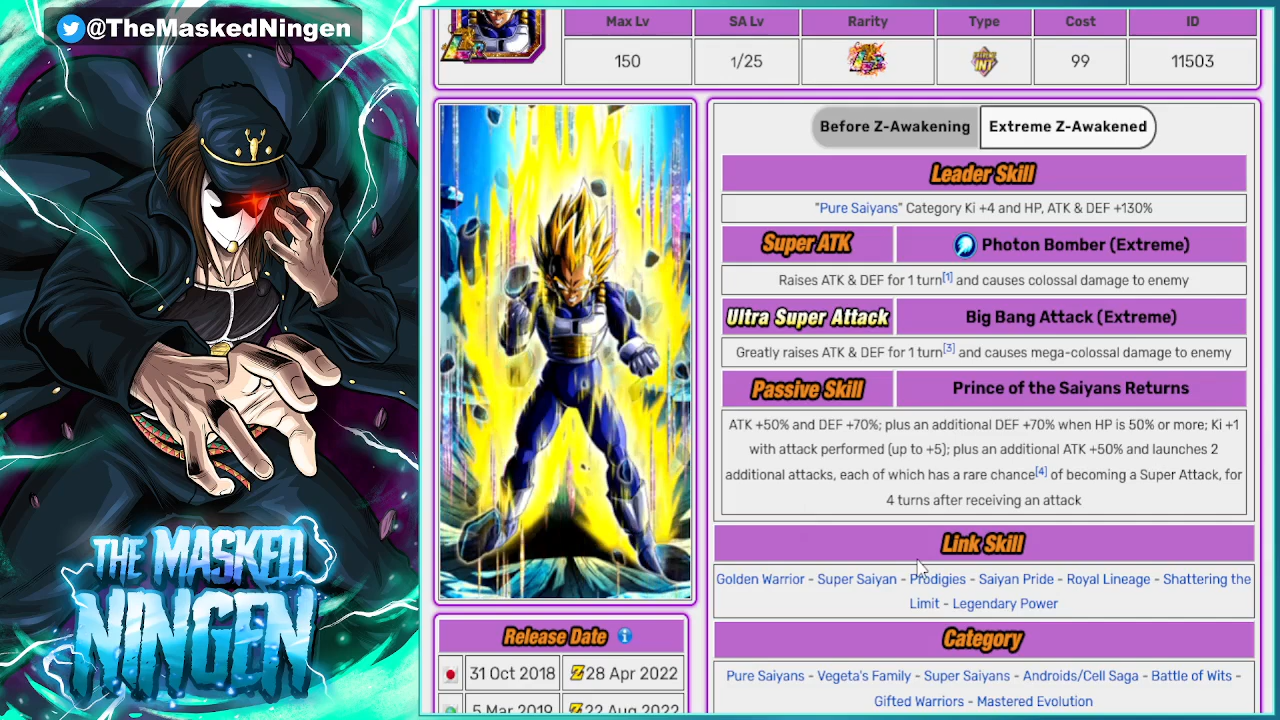 @TheMaskedNingen
Max Lv SA Lv Rarity Type Cost ID
150 1/25 LR INT 99 11503
Before Z-Awakening Extreme Z-Awakened
Leader Skill
"Pure Saiyans" Category Ki +4 and HP, ATK & DEF +130%
Super ATK Photon Bomber (Extreme)
Raises ATK & DEF for 1 turn[1] and causes colossal damage to enemy
Ultra Super Attack Big Bang Attack (Extreme)
Greatly raises ATK & DEF for 1 turn[3] and causes mega-colossal damage to enemy
Passive Skill Prince of the Saiyans Returns
ATK +50% and DEF +70%; plus an additional DEF +70% when HP is 50% or more; Ki +1
with attack performed (up to +5); plus an additional ATK +50% and launches 2
additional attacks, each of which has a rare chance[4] of becoming a Super Attack, for
4 turns after receiving an attack
Link Skill
Golden Warrior - Super Saiyan - Prodigies - Saiyan Pride - Royal Lineage - Shattering the
Limit - Legendary Power
Category
Pure Saiyans - Vegeta's Family - Super Saiyans - Androids/Cell Saga - Battle of Wits -
Gifted Warriors - Mastered Evolution
Release Date
31 Oct 2018 Z 28 Apr 2022
5 Mar 2019 Z 22 Aug 2022
THE MASKED
NINGEN